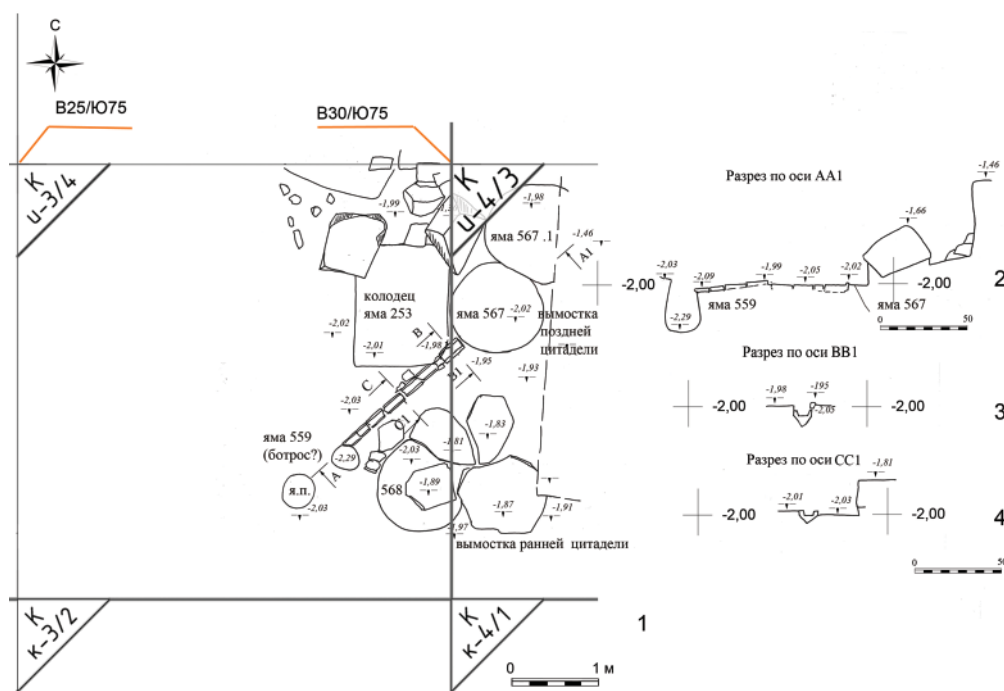 С
В25/Ю75
В30/Ю75
К
и-3/4
К
и-4/3
-1,99
-1,98
яма 567 .1
-1,46
А1
колодец
яма 253
-2,02
-2,01
яма 567
-2,02
вымостка
поздней
цитадели
В
-1,98
-1,95
В1
-1,93
С
С1
-2,03
-1,83
-1,81
яма 559
(ботрос?)
-2,29
А
-2,03
568
-1,89
я.п.
-2,03
-1,87
-1,91
-1,97
вымостка ранней цитадели
К
к-3/2
К
к-4/1
0 1 м
1
Разрез по оси АА1
-1,46
-1,66
-2,03
-2,09
-1,99
-2,05
-2,02
-2,00
-2,00
2
яма 559
яма 567
-2,29
0 50
Разрез по оси ВВ1
-1,98
-195
-2,05
-2,00
-2,00
3
Разрез по оси СС1
-1,81
-2,01
-2,03
-2,00
-2,00
4
0 50